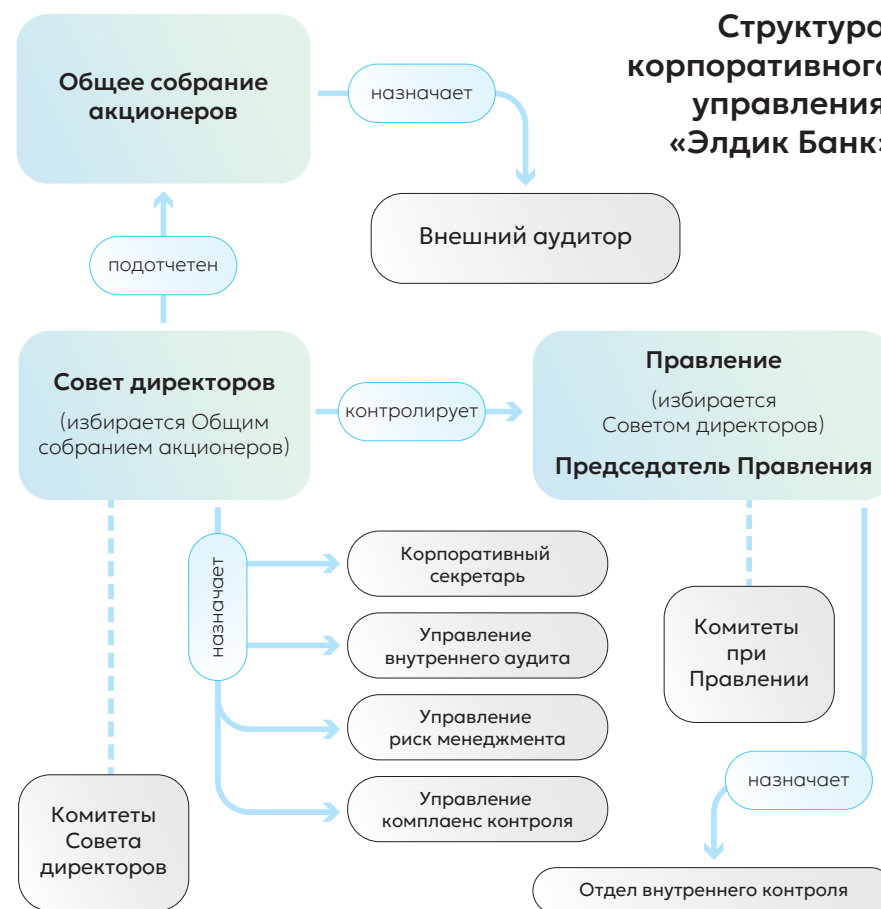 Структура
корпоративного
управления
«Элдик Банк»
Общее собрание
акционеров
назначает
Внешний аудитор
подотчетен
Совет директоров
(избирается Общим
собранием акционеров)
контролирует
Правление
(избирается
Советом директоров)
Председатель Правления
назначает
Корпоративный
секретарь
Управление
внутреннего аудита
Управление
риск менеджмента
Управление
комплаенс контроля
Комитеты
Совета
директоров
Комитеты
при
Правлении
назначает
Отдел внутреннего контроля